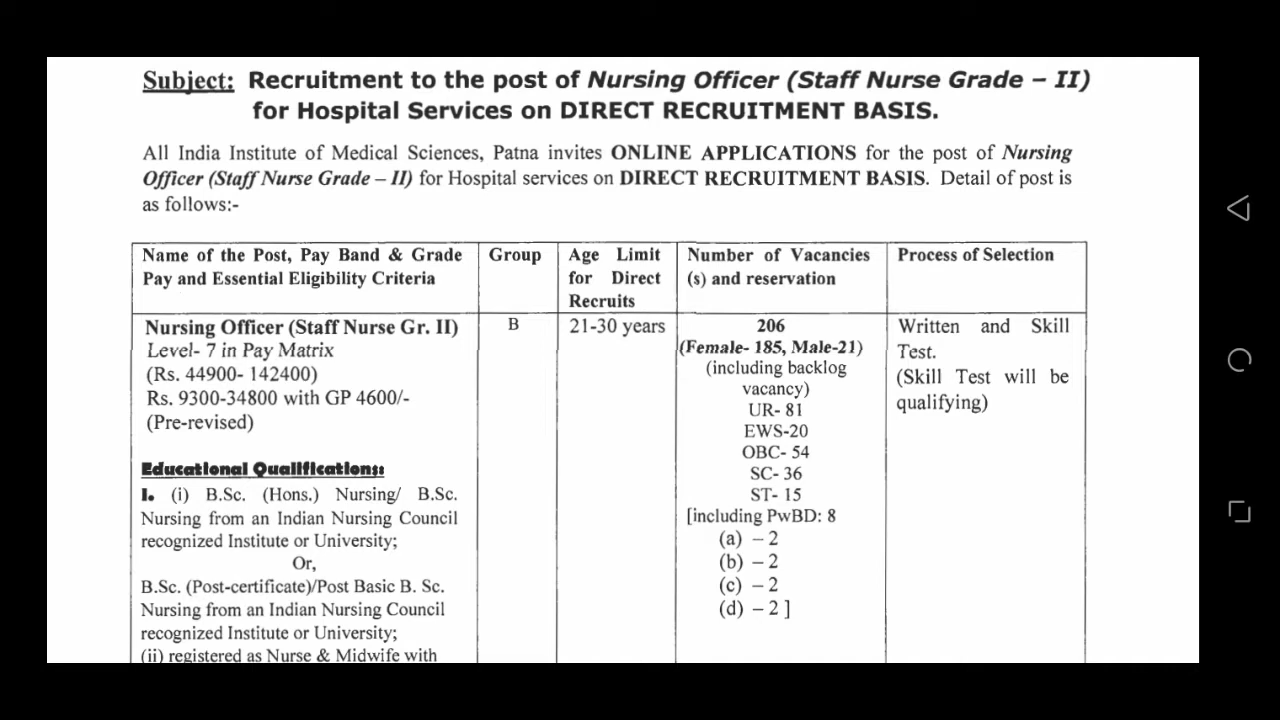 Subject: Recruitment to the post of Nursing Officer (Staff Nurse Grade – II)
for Hospital Services on DIRECT RECRUITMENT BASIS.
All India Institute of Medical Sciences, Patna invites ONLINE APPLICATIONS for the post of Nursing
Officer (Staff Nurse Grade – II) for Hospital services on DIRECT RECRUITMENT BASIS. Detail of post is
as follows:-
Name of the Post, Pay Band & Grade
Pay and Essential Eligibility Criteria
Group
Age Limit
for Direct
Recruits
Number of Vacancies
(s) and reservation
Process of Selection
Nursing Officer (Staff Nurse Gr. II)
Level- 7 in Pay Matrix
(Rs. 44900- 142400)
Rs. 9300-34800 with GP 4600/-
(Pre-revised)
Educational Qualifications:
I. (i) B.Sc. (Hons.) Nursing/ B.Sc.
Nursing from an Indian Nursing Council
recognized Institute or University;
Or,
B.Sc. (Post-certificate)/Post Basic B. Sc.
Nursing from an Indian Nursing Council
recognized Institute or University;
(ii) registered as Nurse & Midwife with
B
21-30 years
206
(Female- 185, Male-21)
(including backlog
vacancy)
UR- 81
EWS-20
OBC- 54
SC- 36
ST- 15
[including PwBD: 8
(a) – 2
(b) – 2
(c) – 2
(d) – 2 ]
Written and Skill
Test.
(Skill Test will be
qualifying)